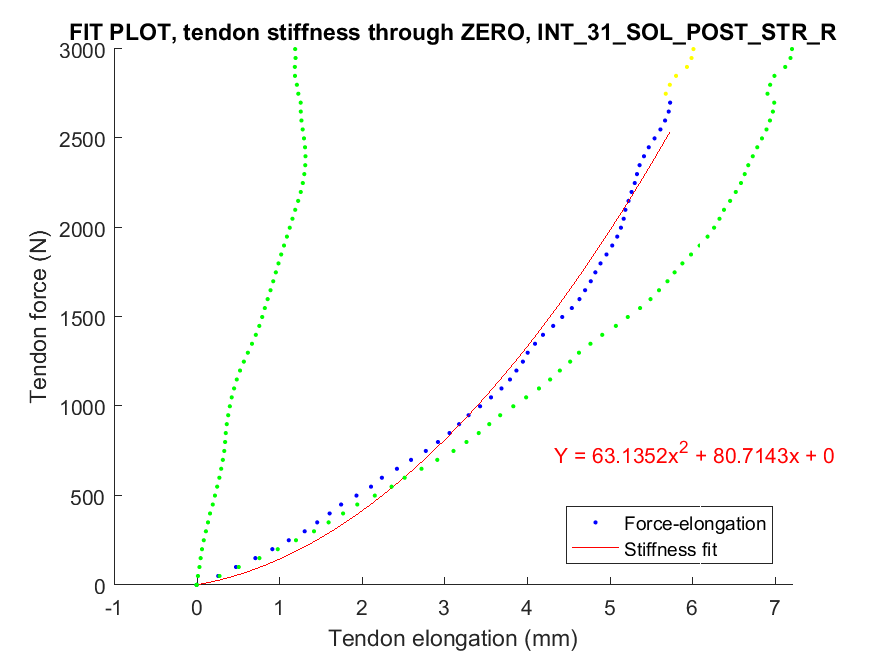 FIT PLOT, tendon stiffness through ZERO, INT_31_SOL_POST_STR_R
3000
2500
2000
1500
1000
500
0
Tendon force (N)
Y = 63.1352x² + 80.7143x + 0
Force-elongation
Stiffness fit
-1 0 1 2 3 4 5 6 7
Tendon elongation (mm)